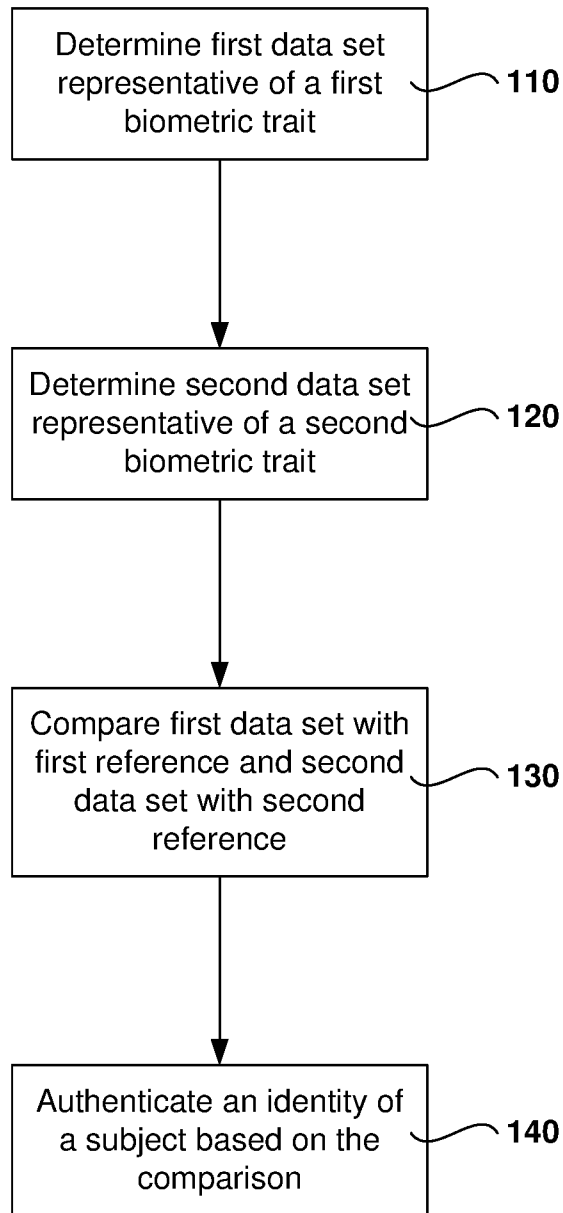 Determine first data set
representative of a first
biometric trait
110
Determine second data set
representative of a second
biometric trait
120
Compare first data set with
first reference and second
data set with second
reference
130
Authenticate an identity of
a subject based on the
comparison
140